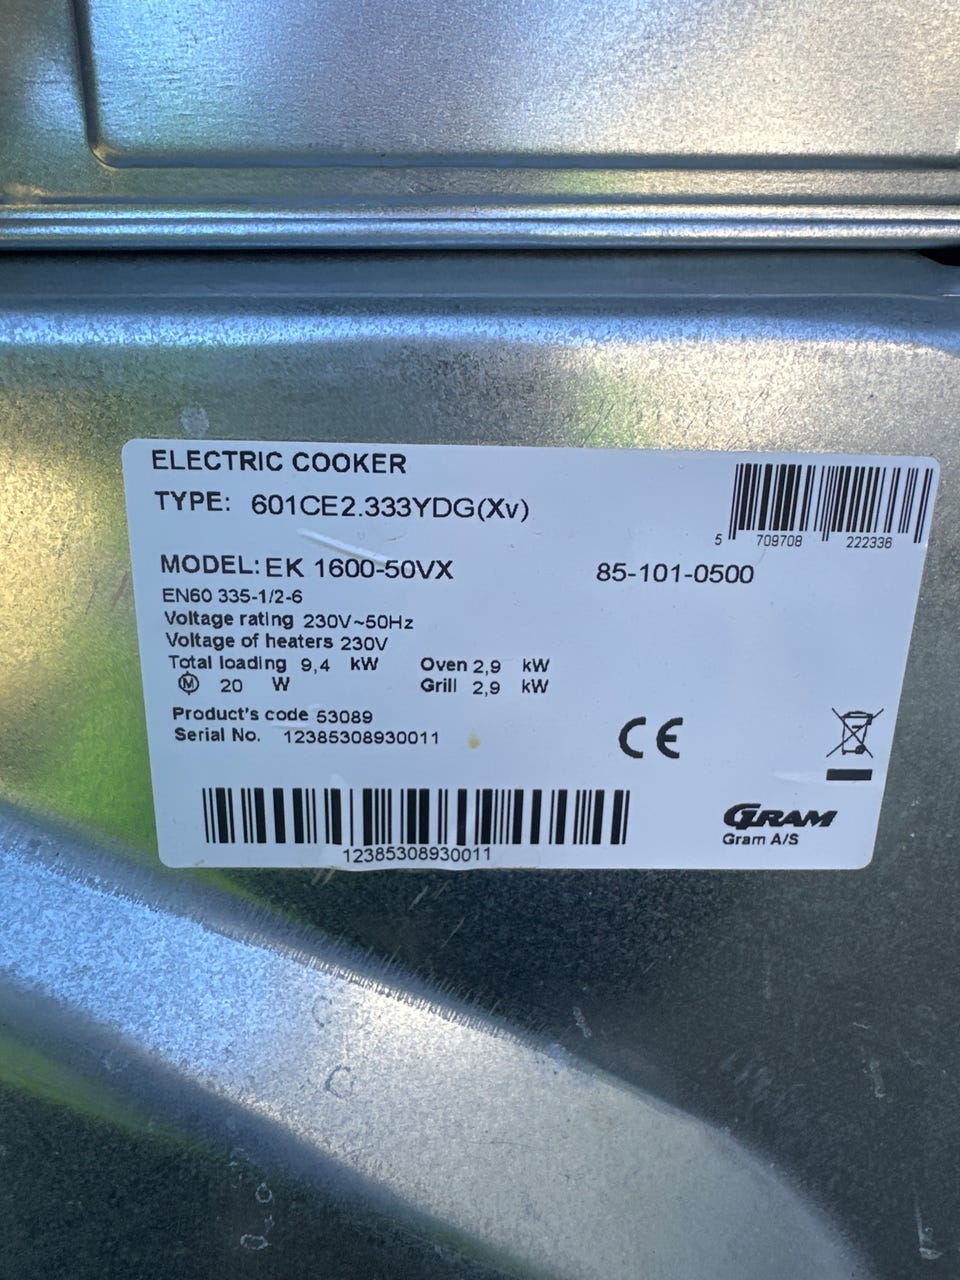 ELECTRIC COOKER
TYPE: 601CE2.333YDG(Xv)
5 709708 222336
MODEL: EK 1600-50VX 85-101-0500
EN60 335-1/2-6
Voltage rating 230V~50Hz
Voltage of heaters 230V
Total loading 9,4 kW Oven 2,9 kW
M 20 W Grill 2,9 kW
Product's code 53089
Serial No. 12385308930011
CE
12385308930011
GRAM
Gram A/S